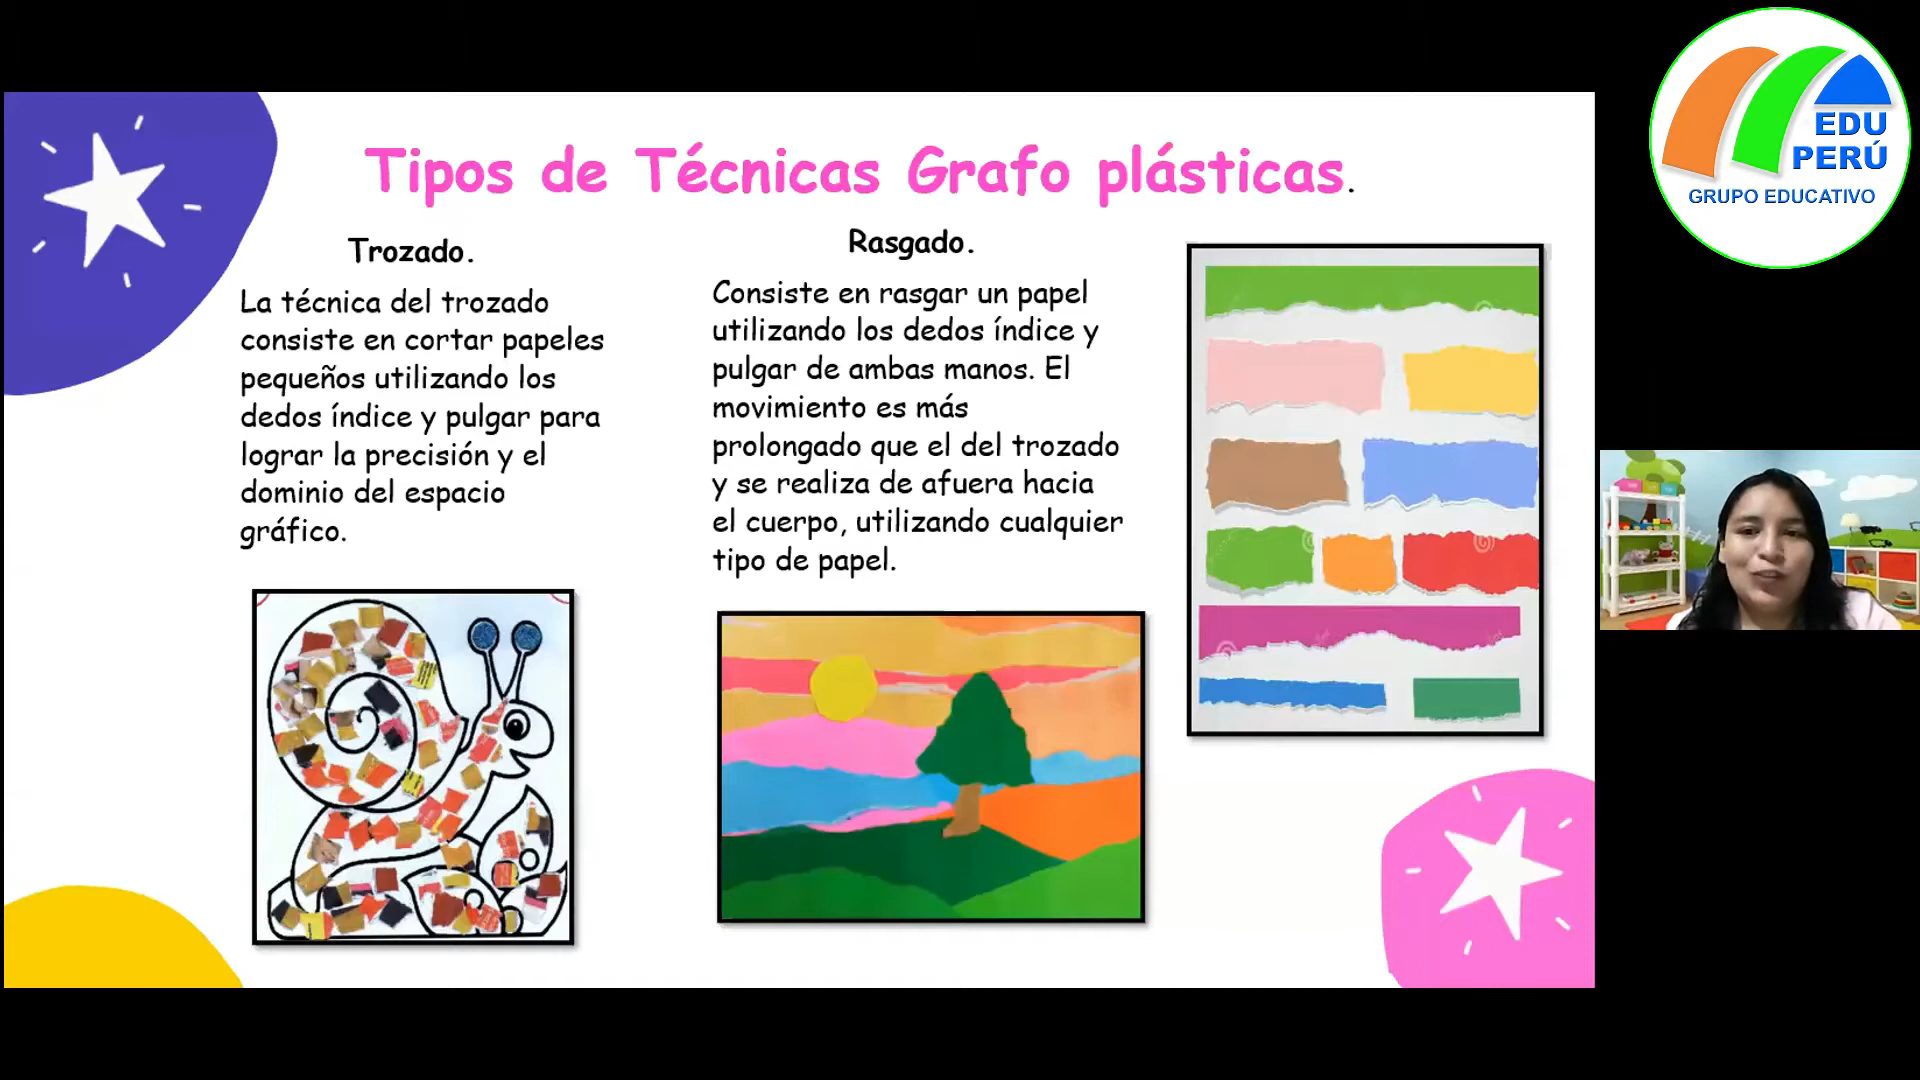 Tipos de Técnicas Grafo plásticas.
Trozado.
La técnica del trozado
consiste en cortar papeles
pequeños utilizando los
dedos índice y pulgar para
lograr la precisión y el
dominio del espacio
gráfico.
Rasgado.
Consiste en rasgar un papel
utilizando los dedos índice y
pulgar de ambas manos. El
movimiento es más
prolongado que el del trozado
y se realiza de afuera hacia
el cuerpo, utilizando cualquier
tipo de papel.
EDU
PERÚ
GRUPO EDUCATIVO